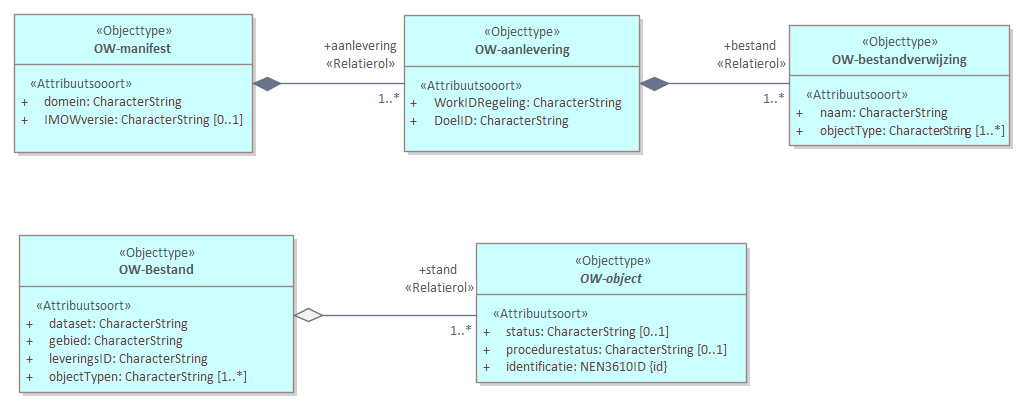 «Objecttype»
OW-manifest
«Attribuutsooort»
+ domein: CharacterString
+ IMOWversie: CharacterString [0..1]
+aanlevering
«Relatierol»
1..*
«Objecttype»
OW-aanlevering
«Attribuutsooort»
+ WorkIDRegeling: CharacterString
+ DoelID: CharacterString
+bestand
«Relatierol»
1..*
«Objecttype»
OW-bestandverwijzing
«Attribuutsooort»
+ naam: CharacterString
+ objectType: CharacterString [1..*]
«Objecttype»
OW-Bestand
«Attribuutsoort»
+ dataset: CharacterString
+ gebied: CharacterString
+ leveringsID: CharacterString
+ objectTypen: CharacterString [1..*]
+stand
«Relatierol»
1..*
«Objecttype»
OW-object
«Attribuutsoort»
+ status: CharacterString [0..1]
+ procedurestatus: CharacterString [0..1]
+ identificatie: NEN3610ID {id}